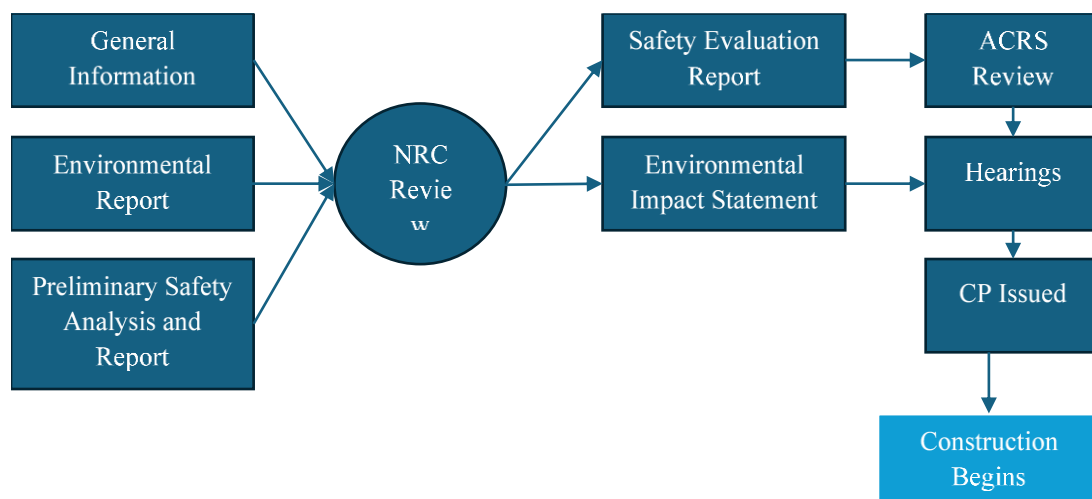 General
Information
Environmental
Report
Preliminary Safety
Analysis and
Report
NRC
Revie
w
Safety Evaluation
Report
Environmental
Impact Statement
ACRS
Review
Hearings
CP Issued
Construction
Begins